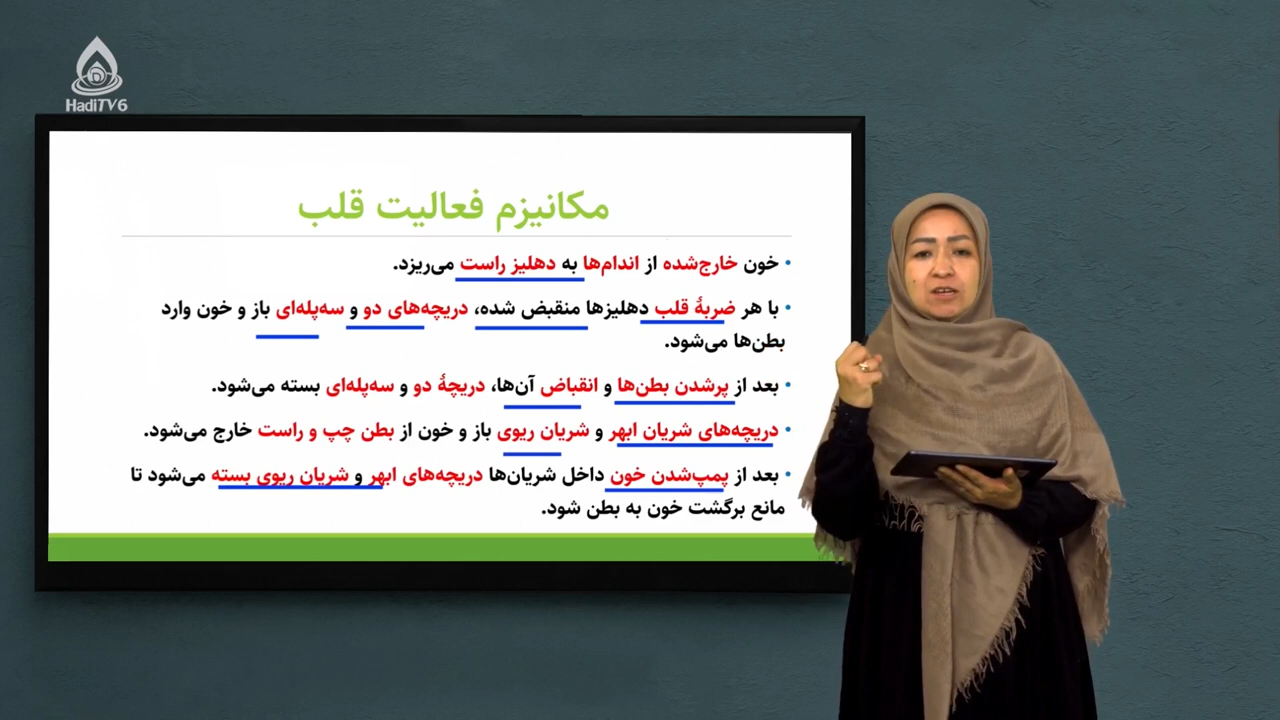 HadiTV6
مکانیزم فعالیت قلب
• خون خارج‌شده از اندام‌ها به دهلیز راست می‌ریزد.
• با هر ضربهٔ قلب دهلیزها منقبض شده، دریچه‌های دو و سه‌پله‌ای باز و خون وارد
بطن‌ها می‌شود.
• بعد از پرشدن بطن‌ها و انقباض آن‌ها، دریچهٔ دو و سه‌پله‌ای بسته می‌شود.
• دریچه‌های شریان ابهر و شریان ریوی باز و خون از بطن چپ و راست خارج می‌شود.
• بعد از پمپ‌شدن خون داخل شریان‌ها دریچه‌های ابهر و شریان ریوی بسته می‌شود تا
مانع برگشت خون به بطن شود.